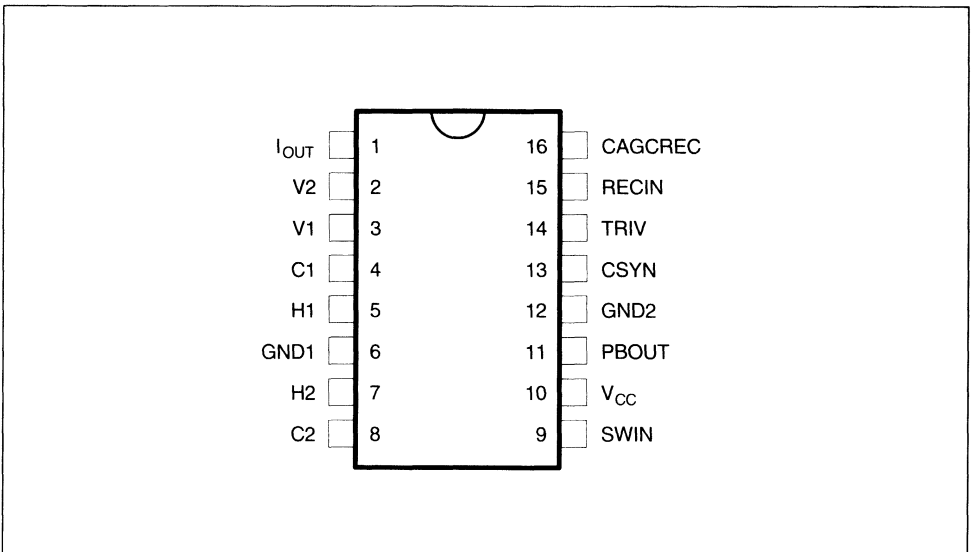 I_OUT 1 16 CAGCREC
V2 2 15 RECIN
V1 3 14 TRIV
C1 4 13 CSYN
H1 5 12 GND2
GND1 6 11 PBOUT
H2 7 10 V_CC
C2 8 9 SWIN